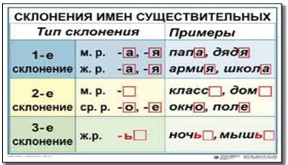 СКЛОНЕНИЯ ИМЕН СУЩЕСТВИТЕЛЬНЫХ
Тип склонения Примеры
1-е склонение
м. р. -а, -я папа, дядя
ж. р. -а, -я армия, школа
2-е склонение
м. р. - класс, дом
ср. р. -о, -е окно, поле
3-е склонение
ж.р. -ь ночь, мышь